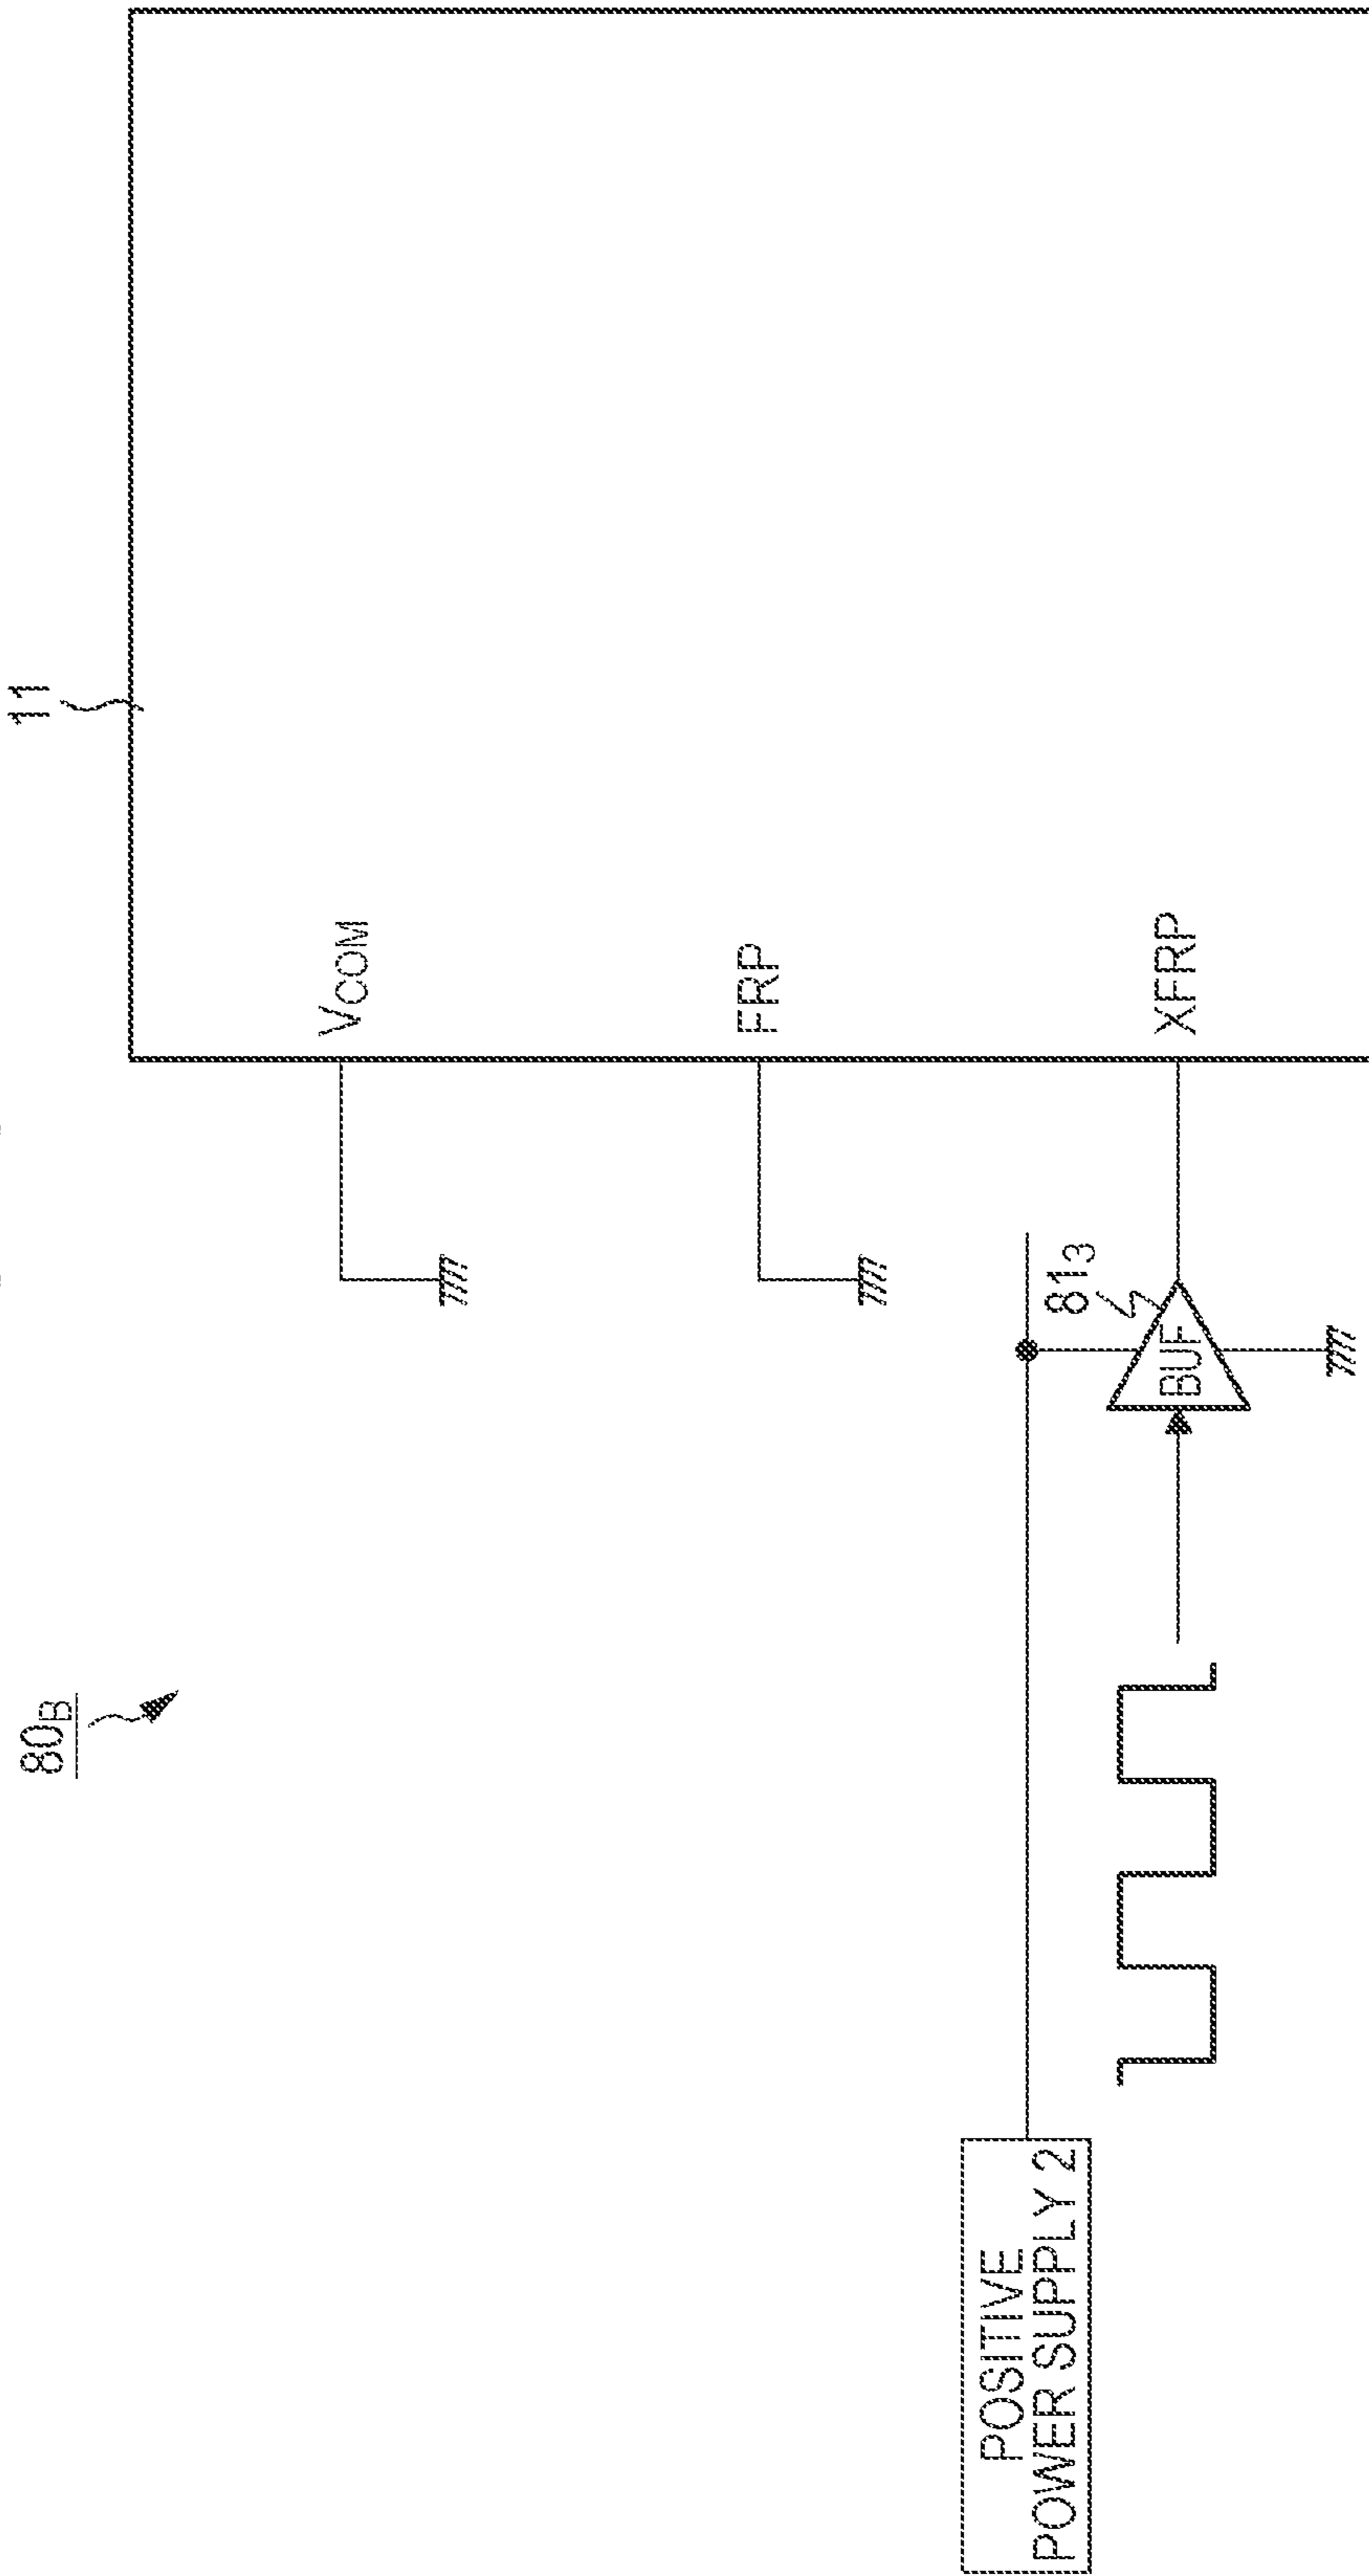 80B
11
VCOM
FRP
POSITIVE
POWER SUPPLY 2
813
BUF
XFRP